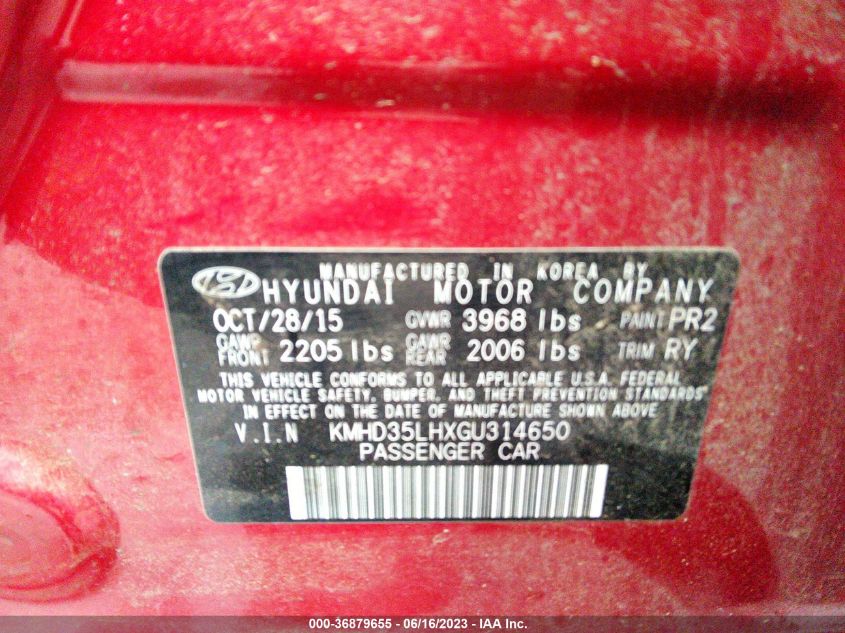 MANUFACTURED IN KOREA BY
HYUNDAI MOTOR COMPANY
OCT/28/15 GVWR 3968 lbs PAINT PR2
GAWR FRONT 2205 lbs GAWR REAR 2006 lbs TRIM RY
THIS VEHICLE CONFORMS TO ALL APPLICABLE U.S.A. FEDERAL
MOTOR VEHICLE SAFETY, BUMPER, AND THEFT PREVENTION STANDARDS
IN EFFECT ON THE DATE OF MANUFACTURE SHOWN ABOVE
V.I.N KMHD35LHXGU314650
PASSENGER CAR
000-36879655 - 06/16/2023 - IAA Inc.